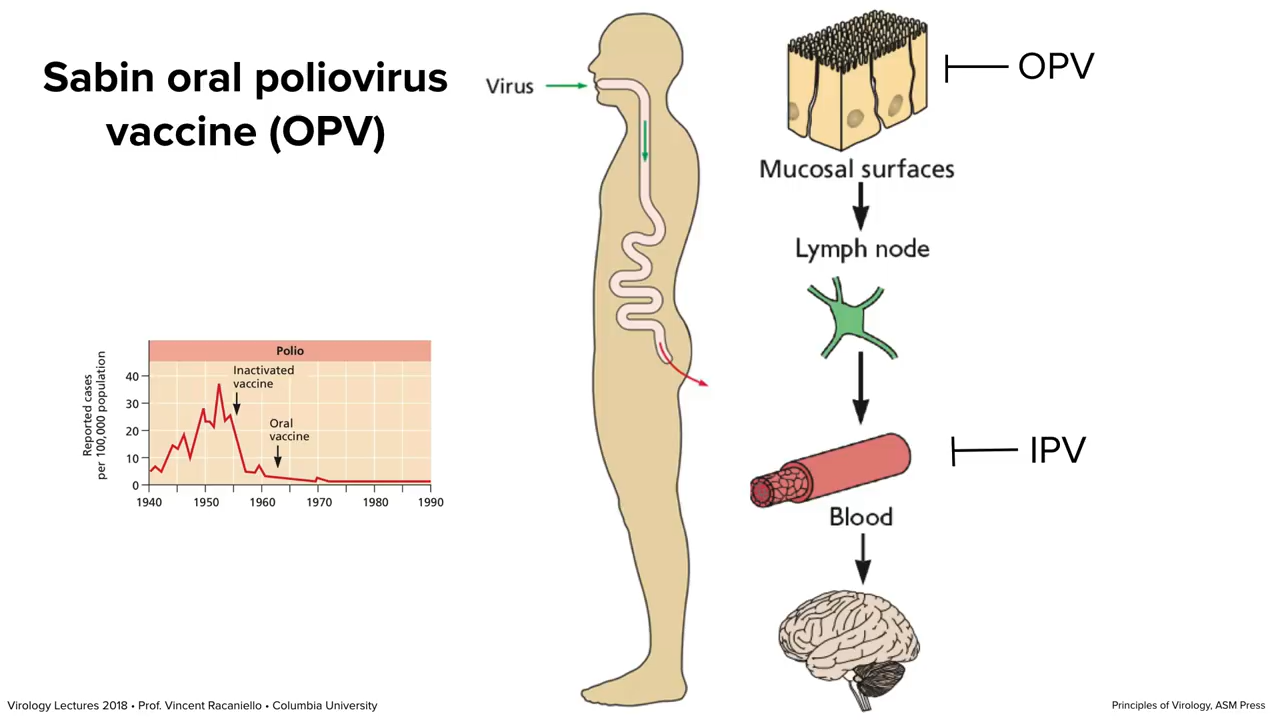 Sabin oral poliovirus
vaccine (OPV)
Virus
OPV
Mucosal surfaces
Lymph node
IPV
Blood
Polio
Inactivated
vaccine
Oral
vaccine
Reported cases
per 100,000 population
40
30
20
10
0
1940 1950 1960 1970 1980 1990
Virology Lectures 2018 • Prof. Vincent Racaniello • Columbia University
Principles of Virology, ASM Press